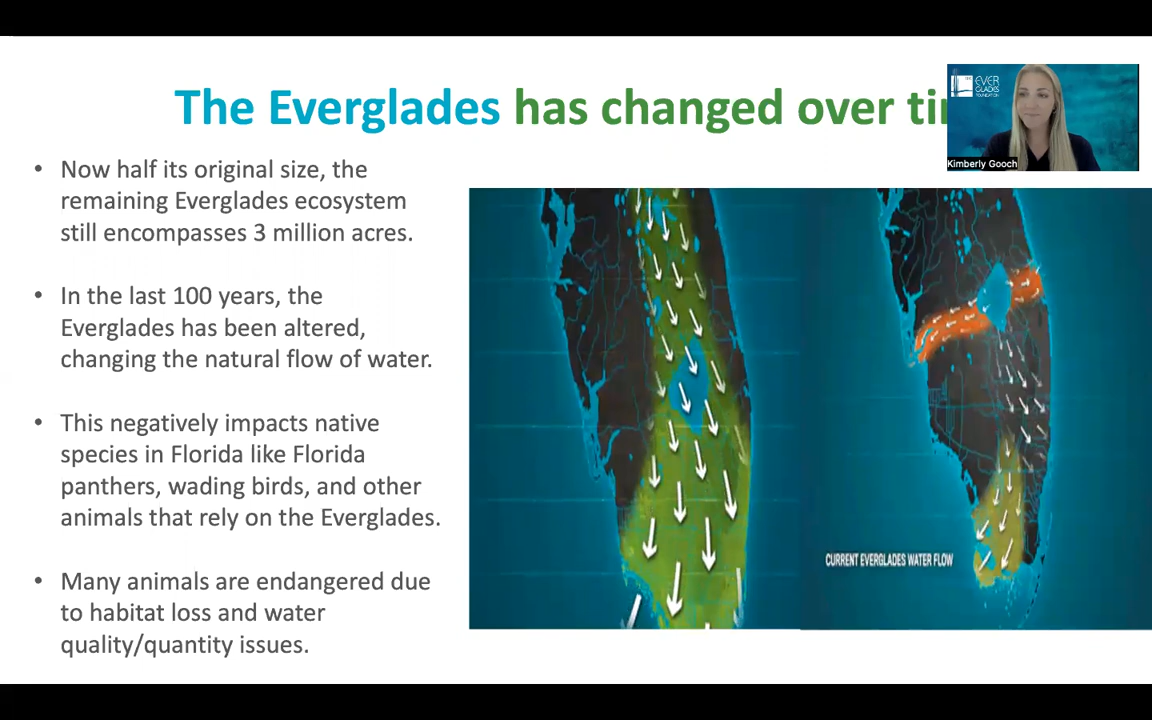 The Everglades has changed over ti
EVER
GLADES
FOUNDATION
Kimberly Gooch
• Now half its original size, the
remaining Everglades ecosystem
still encompasses 3 million acres.
• In the last 100 years, the
Everglades has been altered,
changing the natural flow of water.
• This negatively impacts native
species in Florida like Florida
panthers, wading birds, and other
animals that rely on the Everglades.
• Many animals are endangered due
to habitat loss and water
quality/quantity issues.
CURRENT EVERGLADES WATER FLOW